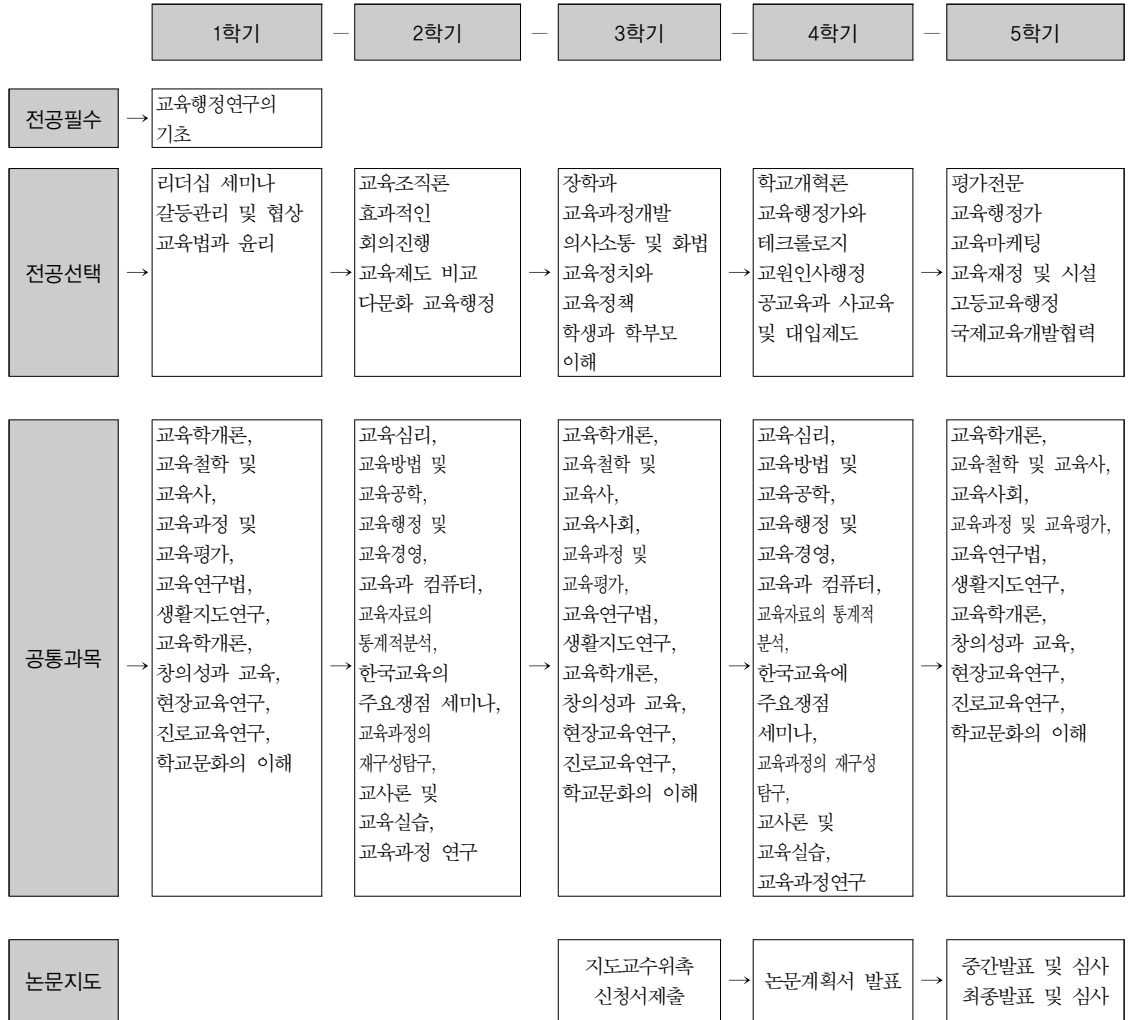 1학기 － 2학기 － 3학기 － 4학기 － 5학기
전공필수 →
교육행정연구의
기초
전공선택 →
리더십 세미나
갈등관리 및 협상
교육법과 윤리
→
교육조직론
효과적인
회의진행
교육제도 비교
다문화 교육행정
→
장학과
교육과정개발
의사소통 및 화법
교육정치와
교육정책
학생과 학부모
이해
→
학교개혁론
교육행정가와
테크롤로지
교원인사행정
공교육과 사교육
및 대입제도
→
평가전문
교육행정가
교육마케팅
교육재정 및 시설
고등교육행정
국제교육개발협력
공통과목 →
교육학개론,
교육철학 및
교육사,
교육과정 및
교육평가,
교육연구법,
생활지도연구,
교육학개론,
창의성과 교육,
현장교육연구,
진로교육연구,
학교문화의 이해
→
교육심리,
교육방법 및
교육공학,
교육행정 및
교육경영,
교육과 컴퓨터,
교육자료의
통계적분석,
한국교육의
주요쟁점 세미나,
교육과정의
재구성탐구,
교사론 및
교육실습,
교육과정 연구
→
교육학개론,
교육철학 및
교육사,
교육사회,
교육과정 및
교육평가,
교육연구법,
생활지도연구,
교육학개론,
창의성과 교육,
현장교육연구,
진로교육연구,
학교문화의 이해
→
교육심리,
교육방법 및
교육공학,
교육행정 및
교육경영,
교육과 컴퓨터,
교육자료의 통계적
분석,
한국교육에
주요쟁점
세미나,
교육과정의 재구성
탐구,
교사론 및
교육실습,
교육과정연구
→
교육학개론,
교육철학 및 교육사,
교육사회,
교육과정 및 교육평가,
교육연구법,
생활지도연구,
교육학개론,
창의성과 교육,
현장교육연구,
진로교육연구,
학교문화의 이해
논문지도
지도교수위촉
신청서제출
→
논문계획서 발표
→
중간발표 및 심사
최종발표 및 심사